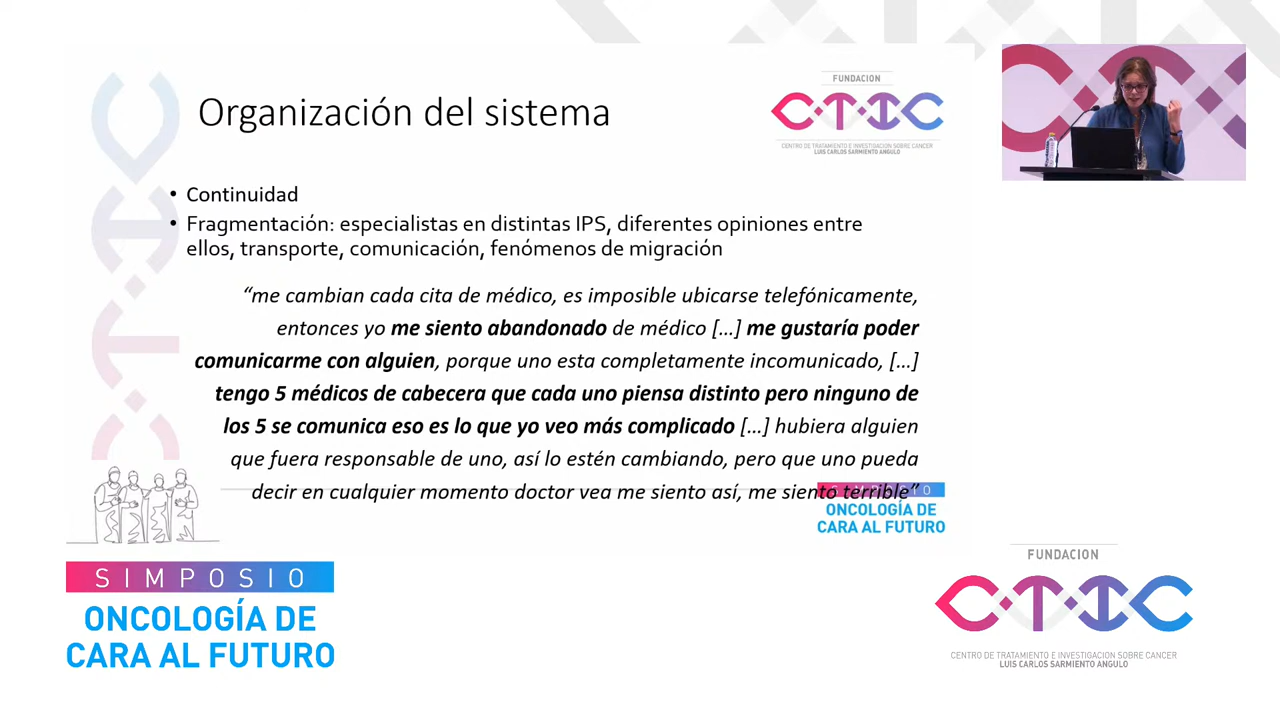 Organización del sistema
FUNDACION
CTIC
CENTRO DE TRATAMIENTO E INVESTIGACION SOBRE CANCER
LUIS CARLOS SARMIENTO ANGULO
• Continuidad
• Fragmentación: especialistas en distintas IPS, diferentes opiniones entre
ellos, transporte, comunicación, fenómenos de migración
“me cambian cada cita de médico, es imposible ubicarse telefónicamente,
entonces yo me siento abandonado de médico [...] me gustaría poder
comunicarme con alguien, porque uno esta completamente incomunicado, [...]
tengo 5 médicos de cabecera que cada uno piensa distinto pero ninguno de
los 5 se comunica eso es lo que yo veo más complicado [...] hubiera alguien
que fuera responsable de uno, así lo estén cambiando, pero que uno pueda
decir en cualquier momento doctor vea me siento así, me siento terrible”
SIMPOSIO
ONCOLOGÍA DE
CARA AL FUTURO
SIMPOSIO
ONCOLOGÍA DE
CARA AL FUTURO
FUNDACION
CTIC
CENTRO DE TRATAMIENTO E INVESTIGACION SOBRE CANCER
LUIS CARLOS SARMIENTO ANGULO